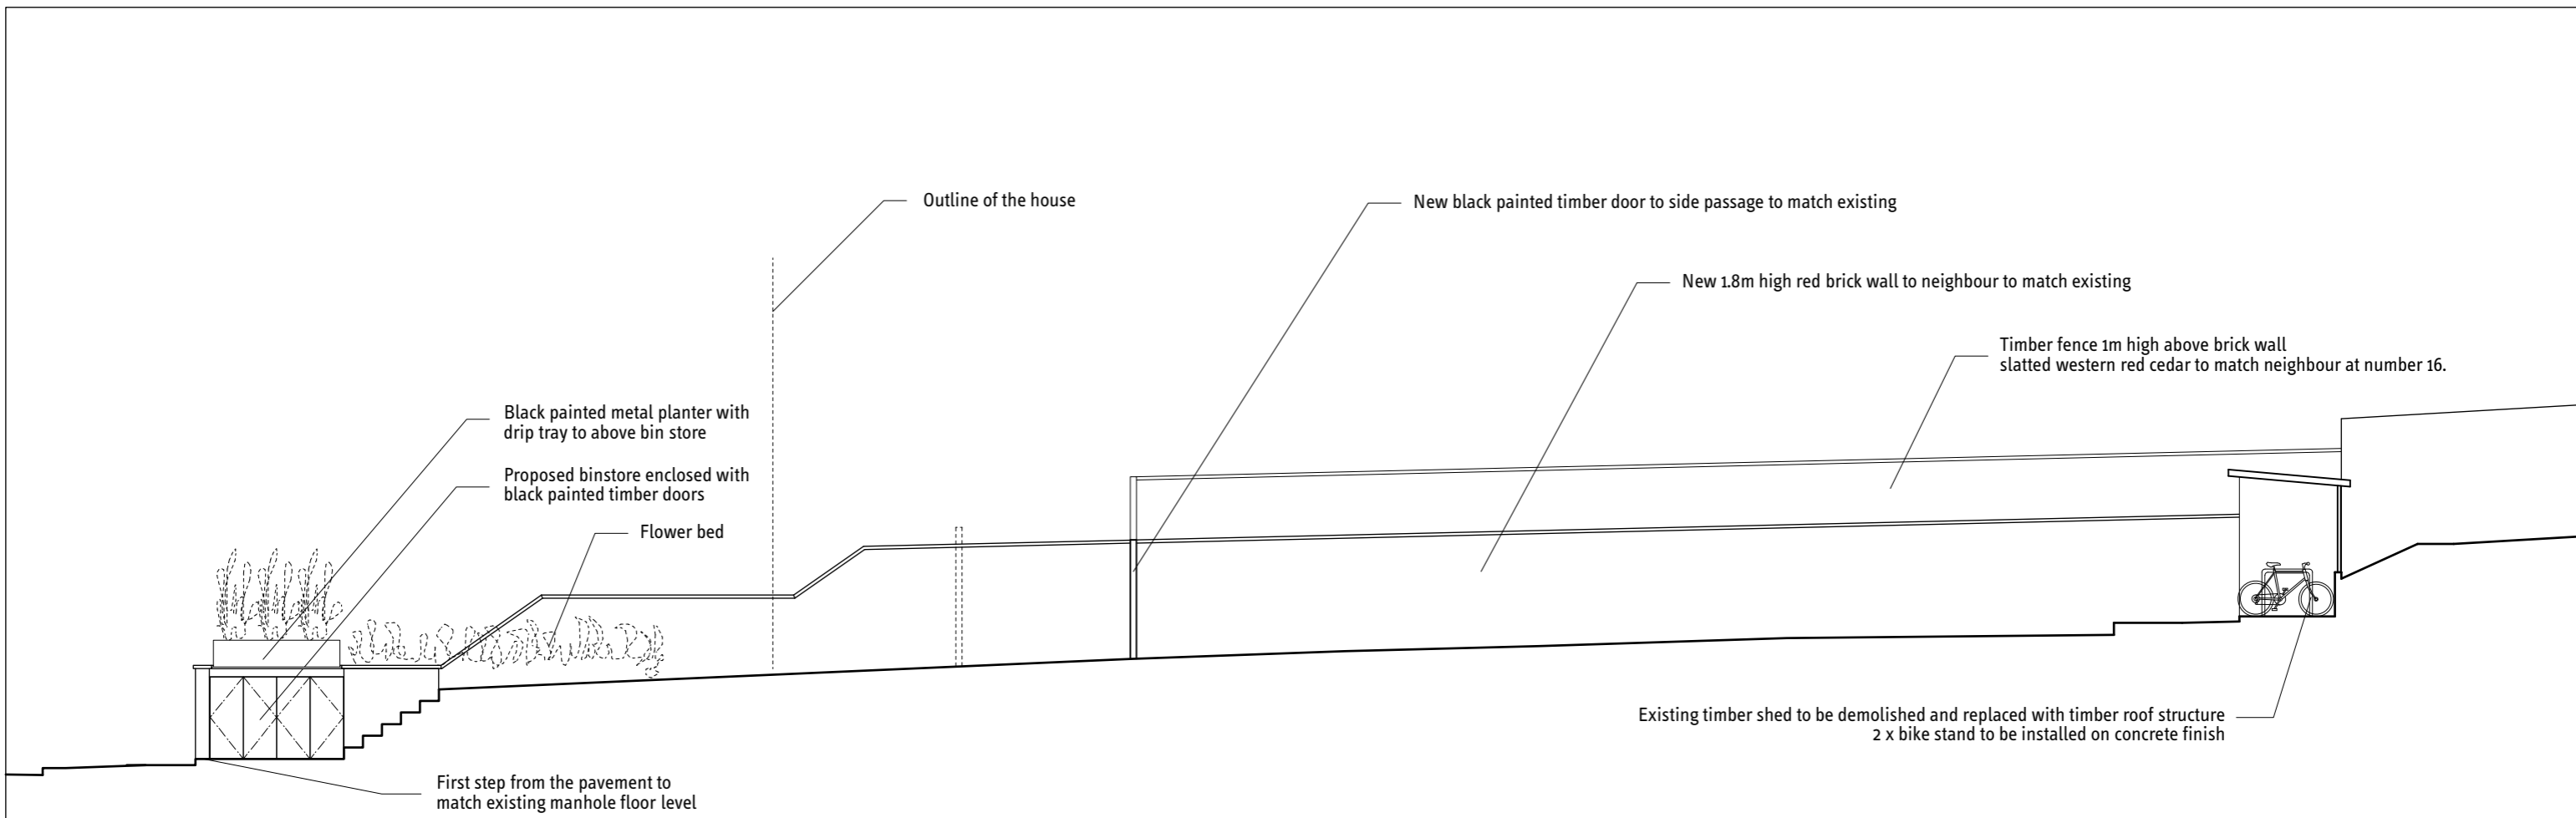 Outline of the house
New black painted timber door to side passage to match existing
New 1.8m high red brick wall to neighbour to match existing
Timber fence 1m high above brick wall
slatted western red cedar to match neighbour at number 16.
Black painted metal planter with
drip tray to above bin store
Proposed binstore enclosed with
black painted timber doors
Flower bed
Existing timber shed to be demolished and replaced with timber roof structure
2 x bike stand to be installed on concrete finish
First step from the pavement to
match existing manhole floor level